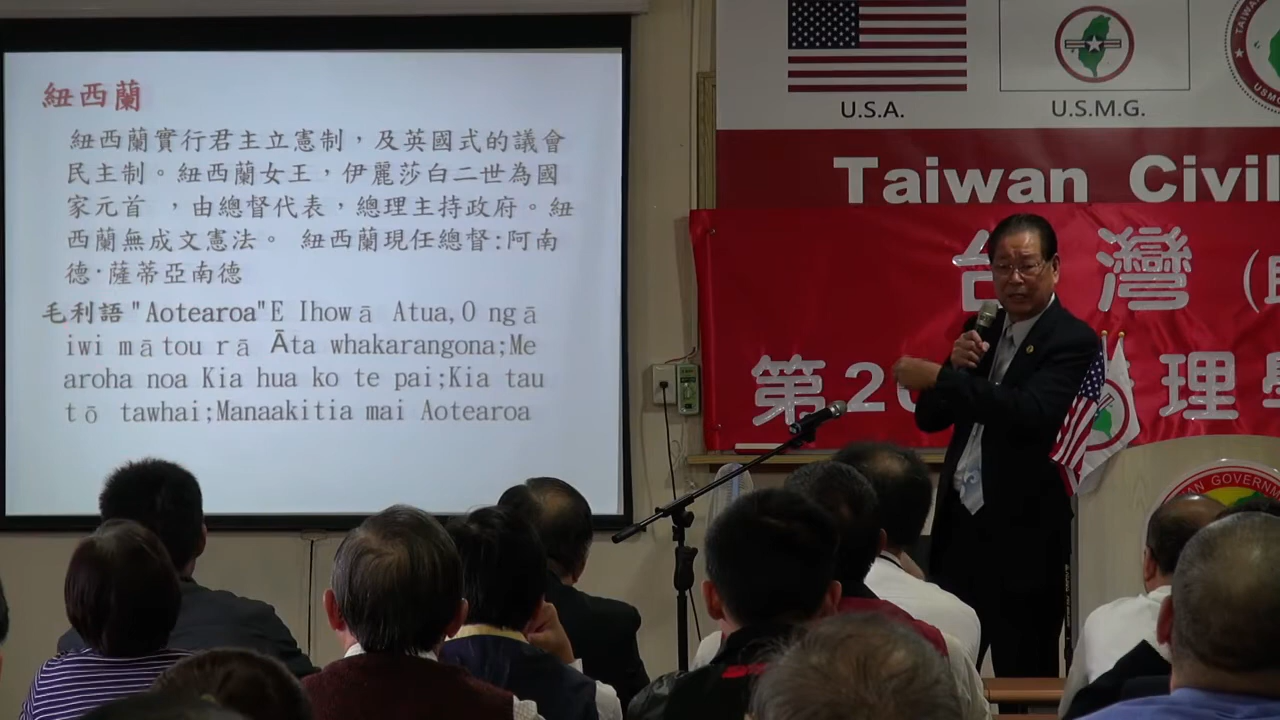 紐西蘭
紐西蘭實行君主立憲制，及英國式的議會
民主制。紐西蘭女王，伊麗莎白二世為國
家元首 ，由總督代表，總理主持政府。紐
西蘭無成文憲法。 紐西蘭現任總督:阿南
德·薩蒂亞南德
毛利語"Aotearoa"E Ihowā Atua,O ngā
iwi mātou rā Āta whakarangona;Me
aroha noa Kia hua ko te pai;Kia tau
tō tawhai;Manaakitia mai Aotearoa
U.S.A.
U.S.M.G.
Taiwan Civil
台灣
第2 理